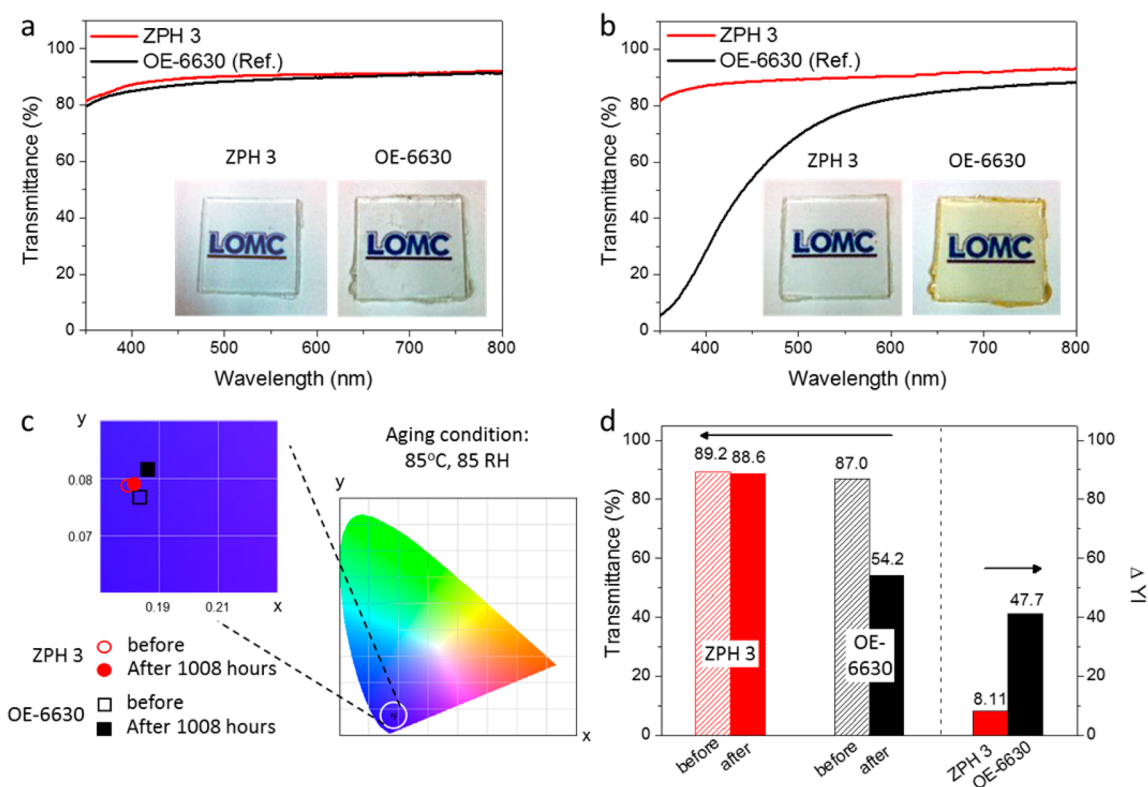 a
ZPH 3
OE-6630 (Ref.)
100
80
60
40
20
0
Transmittance (%)
ZPH 3
OE-6630
LOMC
LOMC
400
500
600
700
800
Wavelength (nm)
b
ZPH 3
OE-6630 (Ref.)
100
80
60
40
20
0
Transmittance (%)
ZPH 3
OE-6630
LOMC
LOMC
400
500
600
700
800
Wavelength (nm)
c
y
0.08
0.07
0.19
0.21
x
Aging condition:
85°C, 85 RH
y
x
ZPH 3
before
After 1008 hours
OE-6630
before
After 1008 hours
d
100
80
60
40
20
0
Transmittance (%)
89.2
88.6
87.0
54.2
8.11
47.7
ZPH 3
OE-
6630
before
after
before
after
ZPH 3
OE-6630
100
80
60
40
20
0
Δ YI